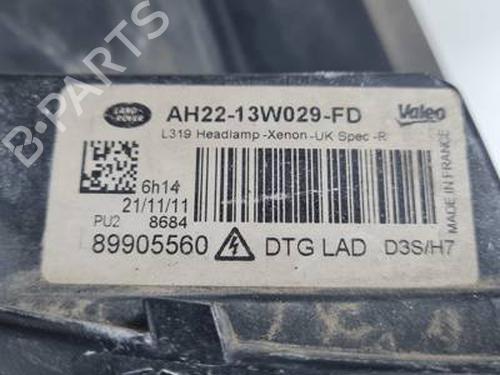 LAND ROVER
AH22-13W029-FD
Valeo
L319 Headlamp -Xenon -UK Spec -R
6h14
21/11/11
PU2 8684
MADE IN FRANCE
89905560 DTG LAD D3S/H7
B-PARTS